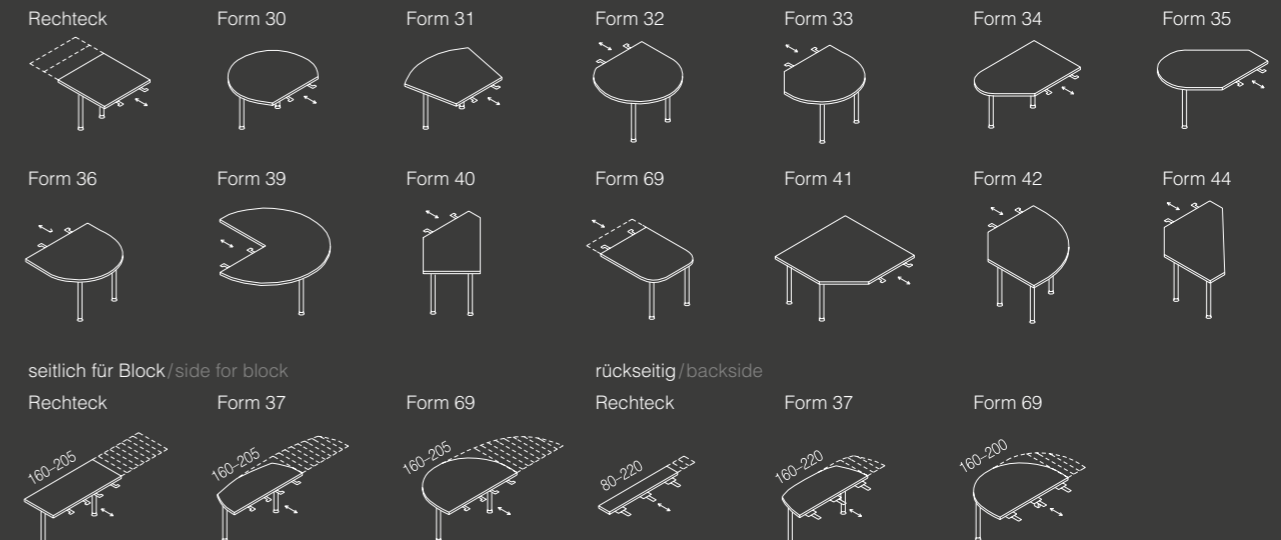 Rechteck Form 30 Form 31 Form 32 Form 33 Form 34 Form 35
Form 36 Form 39 Form 40 Form 69 Form 41 Form 42 Form 44
seitlich für Block/side for block rückseitig/backside
Rechteck Form 37 Form 69 Rechteck Form 37 Form 69
160–205 160–205 160–205 80–220 160–220 160–200